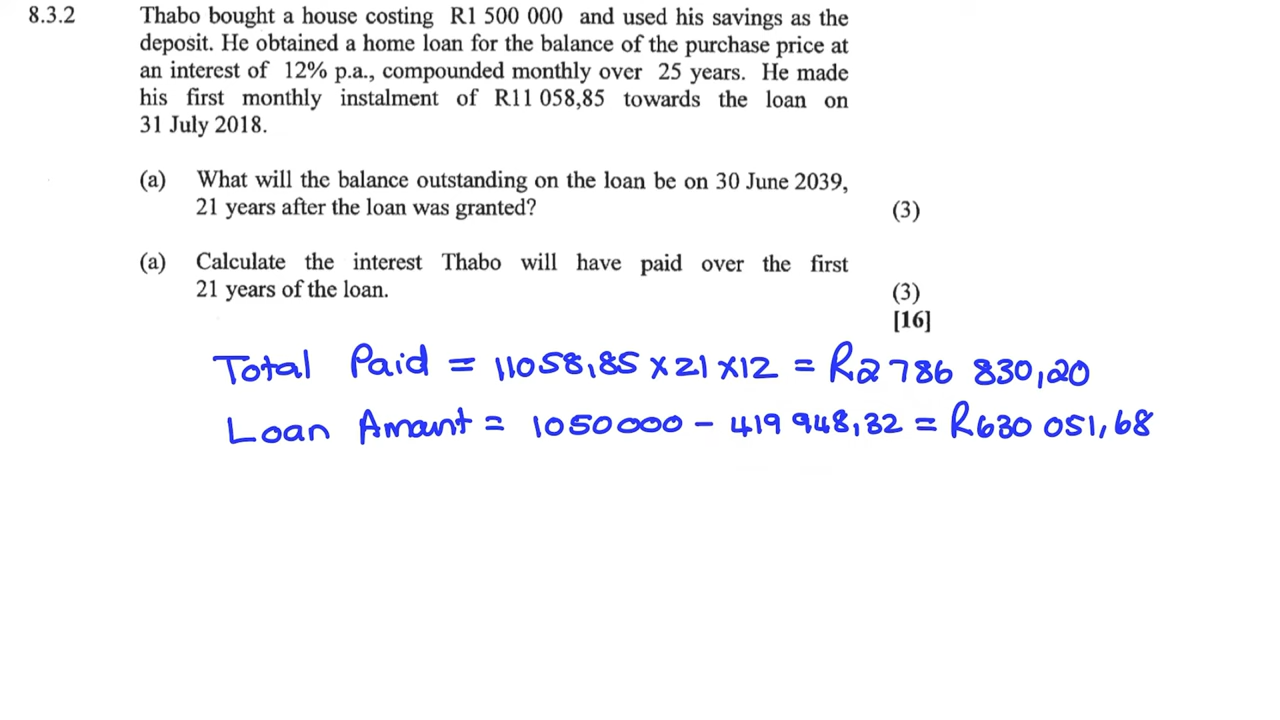 8.3.2 Thabo bought a house costing R1 500 000 and used his savings as the
deposit. He obtained a home loan for the balance of the purchase price at
an interest of 12% p.a., compounded monthly over 25 years. He made
his first monthly instalment of R11 058,85 towards the loan on
31 July 2018.
(a) What will the balance outstanding on the loan be on 30 June 2039,
21 years after the loan was granted? (3)
(a) Calculate the interest Thabo will have paid over the first
21 years of the loan. (3)
[16]
Total Paid = 11058,85 x 21 x 12 = R2 786 830,20
Loan Amount = 1050000 - 419 948,32 = R630 051,68